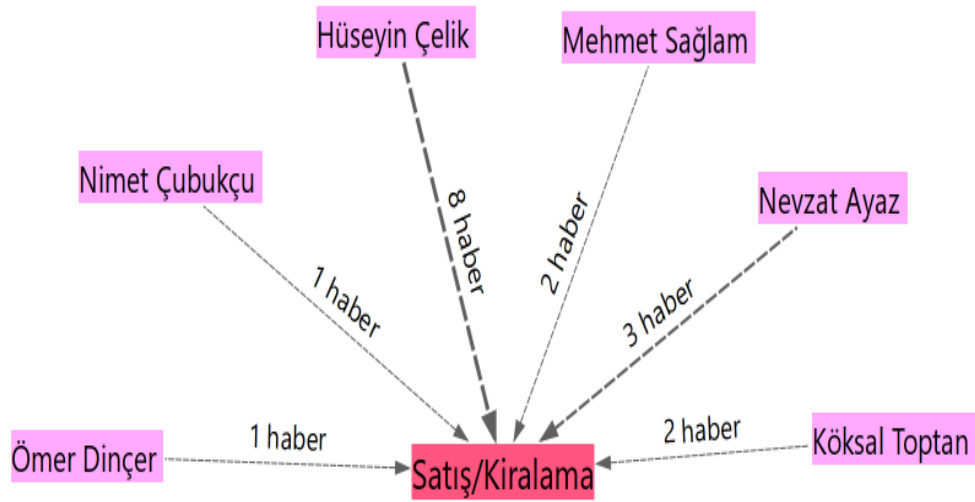 Hüseyin Çelik
Mehmet Sağlam
Nimet Çubukçu
Nevzat Ayaz
8 haber
2 haber
1 haber
3 haber
Ömer Dinçer
1 haber
Satış/Kiralama
2 haber
Köksal Toptan